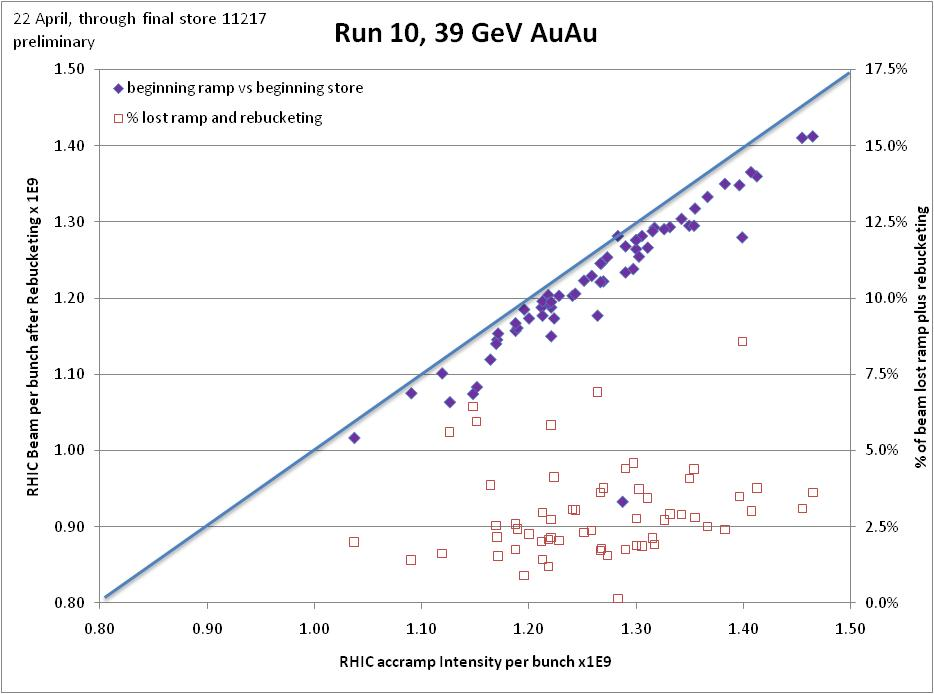 22 April, through final store 11217
preliminary
Run 10, 39 GeV AuAu
beginning ramp vs beginning store
% lost ramp and rebucketing
RHIC Beam per bunch after Rebucketing x 1E9
1.50
1.40
1.30
1.20
1.10
1.00
0.90
0.80
17.5%
15.0%
12.5%
10.0%
7.5%
5.0%
2.5%
0.0%
% of beam lost ramp plus rebucketing
0.80 0.90 1.00 1.10 1.20 1.30 1.40 1.50
RHIC accramp Intensity per bunch x1E9